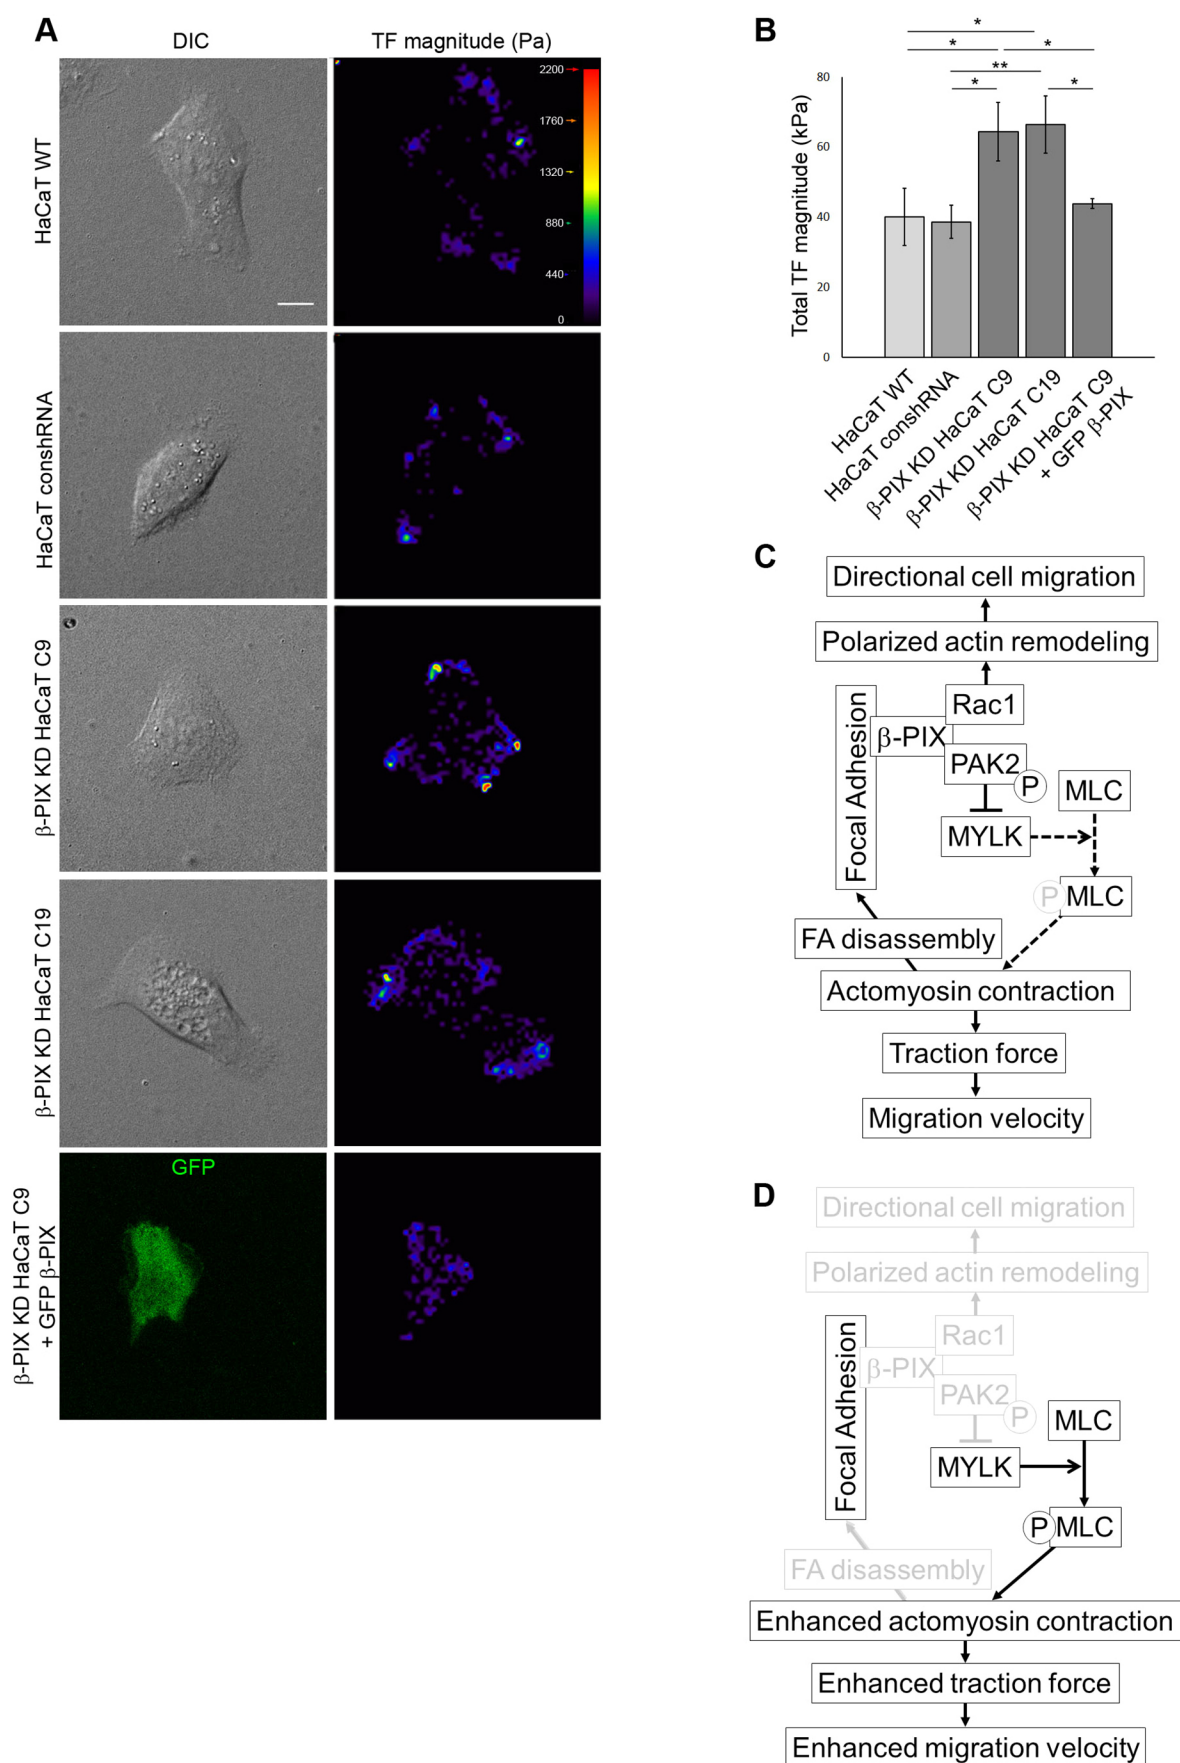 A
DIC
TF magnitude (Pa)
HaCaT WT
2200
1760
1320
880
440
0
HaCaT conshRNA
β-PIX KD HaCaT C9
β-PIX KD HaCaT C19
β-PIX KD HaCaT C9
+ GFP β-PIX
GFP
B
*
*
*
**
*
*
Total TF magnitude (kPa)
80
60
40
20
0
HaCaT WT
HaCaT conshRNA
β-PIX KD HaCaT C9
β-PIX KD HaCaT C19
β-PIX KD HaCaT C9
+ GFP β-PIX
C
Directional cell migration
Polarized actin remodeling
Rac1
Focal Adhesion
β-PIX
PAK2
P
MLC
MYLK
P
MLC
FA disassembly
Actomyosin contraction
Traction force
Migration velocity
D
Directional cell migration
Polarized actin remodeling
Rac1
Focal Adhesion
β-PIX
PAK2
P
MLC
MYLK
P
MLC
FA disassembly
Enhanced actomyosin contraction
Enhanced traction force
Enhanced migration velocity